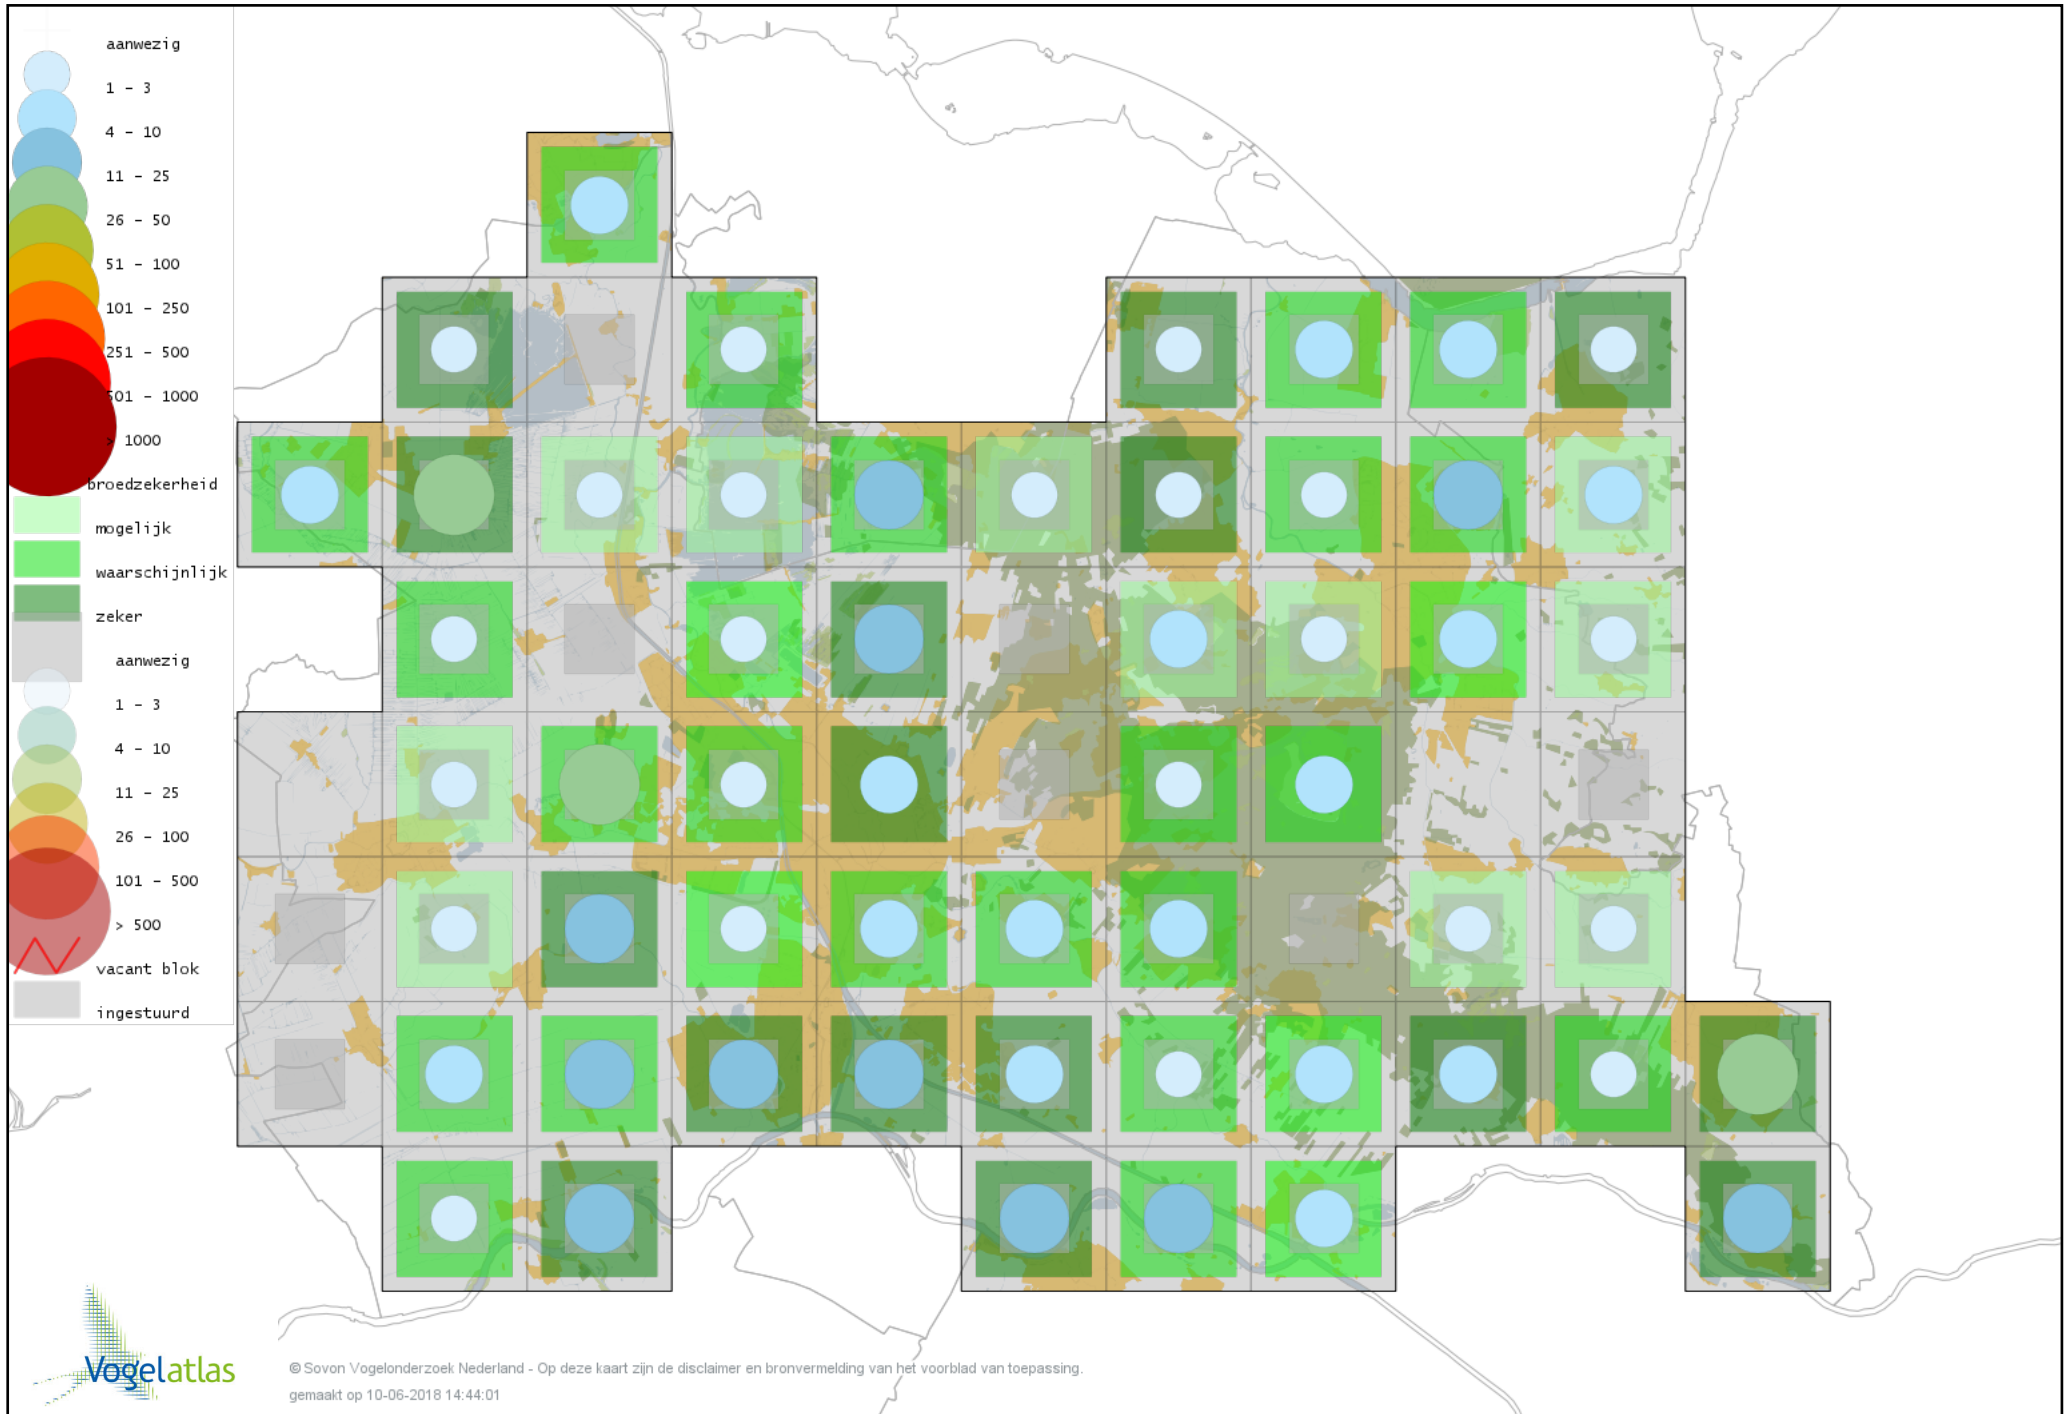 aanwezig
1 – 3
4 – 10
11 – 25
26 – 50
51 – 100
101 – 250
251 – 500
501 – 1000
> 1000
broedzekerheid
mogelijk
waarschijnlijk
zeker
aanwezig
1 – 3
4 – 10
11 – 25
26 – 100
101 – 500
> 500
vacant blok
ingestuurd
Vogelatlas
© Sovon Vogelonderzoek Nederland - Op deze kaart zijn de disclaimer en bronvermelding van het voorblad van toepassing.
gemaakt op 10-06-2018 14:44:01